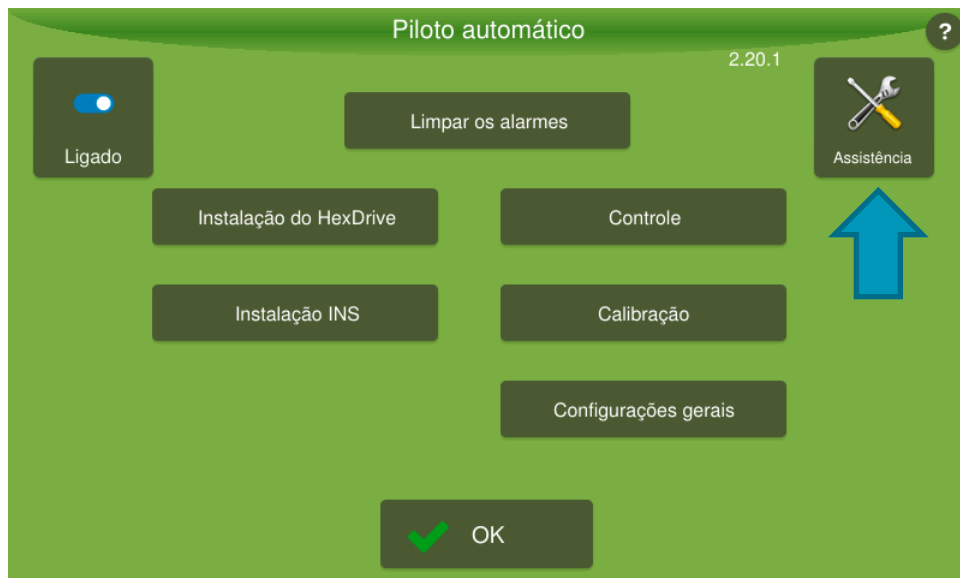 Piloto automático
?
2.20.1
Ligado
Limpar os alarmes
Assistência
Instalação do HexDrive
Controle
Instalação INS
Calibração
Configurações gerais
OK